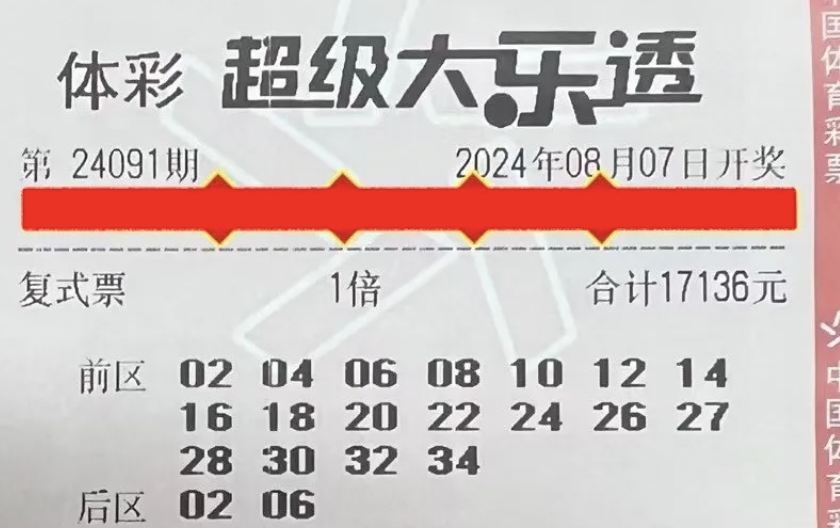 体彩 超级大乐透
第 24091期 2024年08月07日开奖
复式票 1倍 合计17136元
前区 02 04 06 08 10 12 14
16 18 20 22 24 26 27
28 30 32 34
后区 02 06
国体育彩票
中国体育